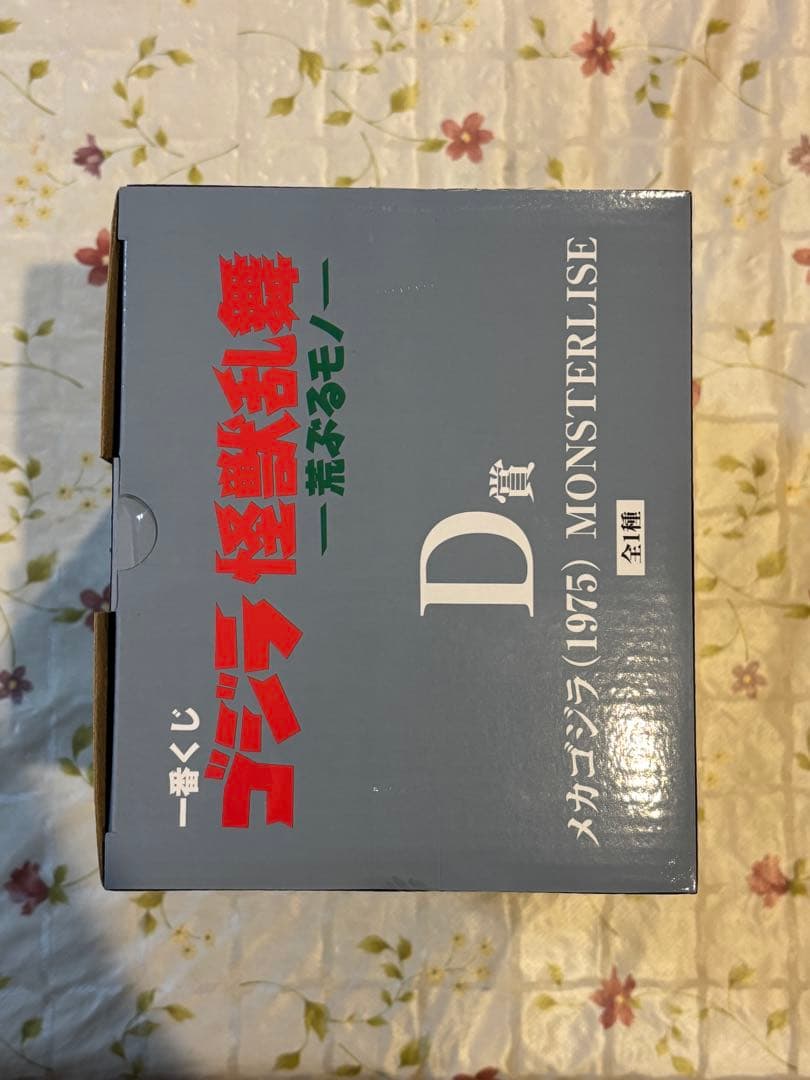 一番くじ
ゴジラ 怪獣乱舞
ー荒ぶるモノー
D賞
メカゴジラ(1975) MONSTERLISE
全1種